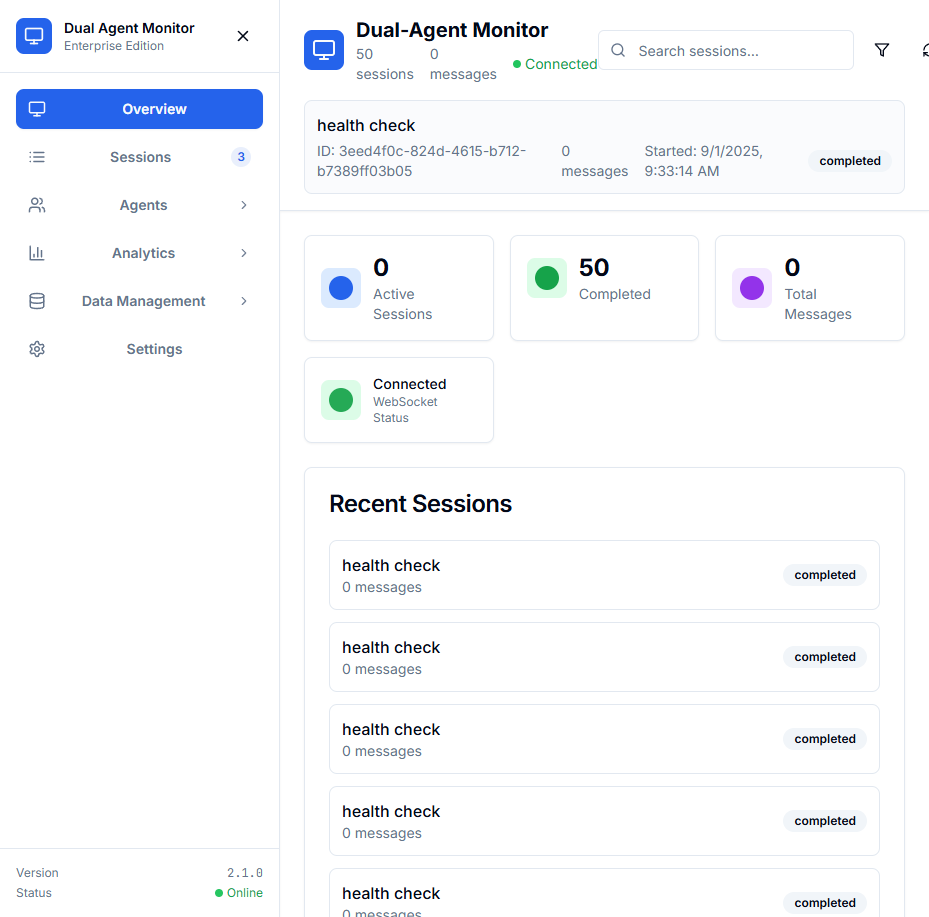 Dual Agent Monitor
Enterprise Edition
Overview
Sessions 3
Agents
Analytics
Data Management
Settings
Version 2.1.0
Status Online
Dual-Agent Monitor
50 sessions
0 messages
Connected
Search sessions...
health check
ID: 3eed4f0c-824d-4615-b712-
b7389ff03b05
0
messages
Started: 9/1/2025,
9:33:14 AM
completed
0
Active
Sessions
50
Completed
0
Total
Messages
Connected
WebSocket
Status
Recent Sessions
health check
0 messages
completed
health check
0 messages
completed
health check
0 messages
completed
health check
0 messages
completed
health check
0 messages
completed